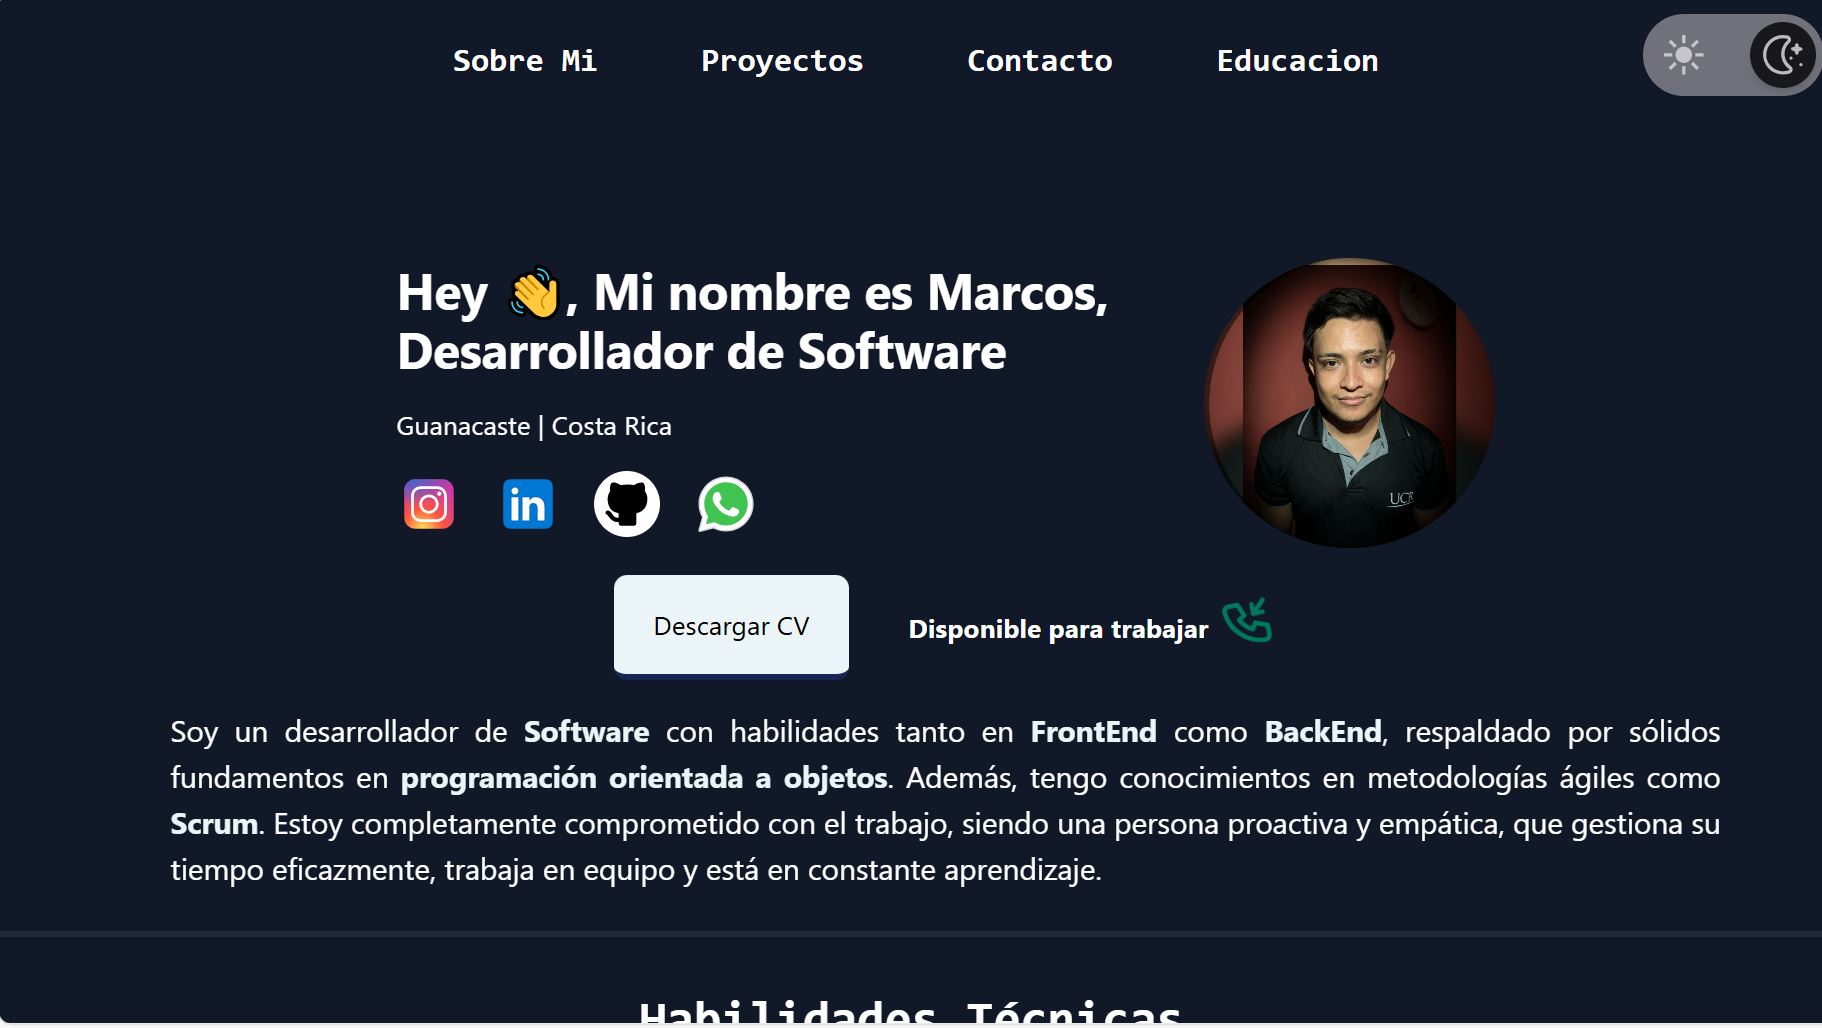 Sobre Mi Proyectos Contacto Educacion
Hey 👋, Mi nombre es Marcos,
Desarrollador de Software
Guanacaste | Costa Rica
in
UCR
Descargar CV
Disponible para trabajar
Soy un desarrollador de Software con habilidades tanto en FrontEnd como BackEnd, respaldado por sólidos
fundamentos en programación orientada a objetos. Además, tengo conocimientos en metodologías ágiles como
Scrum. Estoy completamente comprometido con el trabajo, siendo una persona proactiva y empática, que gestiona su
tiempo eficazmente, trabaja en equipo y está en constante aprendizaje.
Habilidades Técnicas